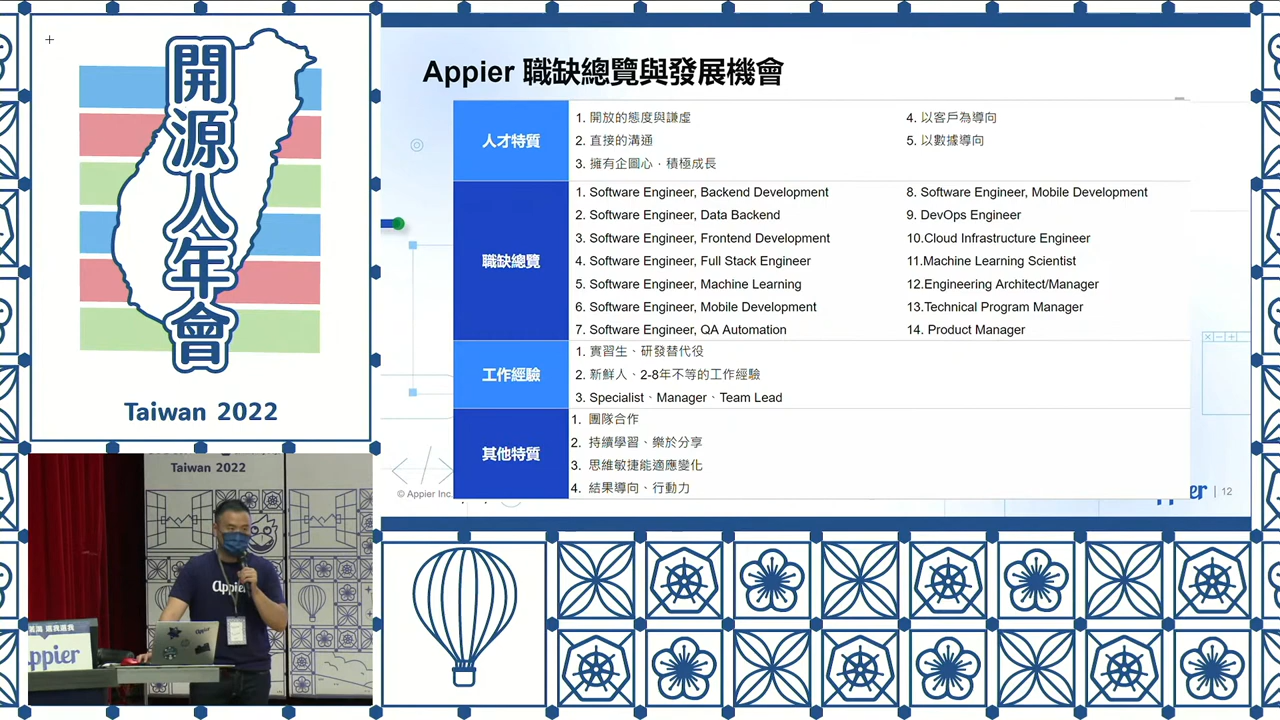 開源人年會
Taiwan 2022
Appier 職缺總覽與發展機會
人才特質
1. 開放的態度與謙虛
2. 直接的溝通
3. 擁有企圖心，積極成長
4. 以客戶為導向
5. 以數據導向
職缺總覽
1. Software Engineer, Backend Development
2. Software Engineer, Data Backend
3. Software Engineer, Frontend Development
4. Software Engineer, Full Stack Engineer
5. Software Engineer, Machine Learning
6. Software Engineer, Mobile Development
7. Software Engineer, QA Automation
8. Software Engineer, Mobile Development
9. DevOps Engineer
10.Cloud Infrastructure Engineer
11.Machine Learning Scientist
12.Engineering Architect/Manager
13.Technical Program Manager
14. Product Manager
工作經驗
1. 實習生、研發替代役
2. 新鮮人、2-8年不等的工作經驗
3. Specialist、Manager、Team Lead
其他特質
1. 團隊合作
2. 持續學習、樂於分享
3. 思維敏捷能適應變化
4. 結果導向、行動力
© Appier Inc.
| 12
Taiwan 2022
Appier